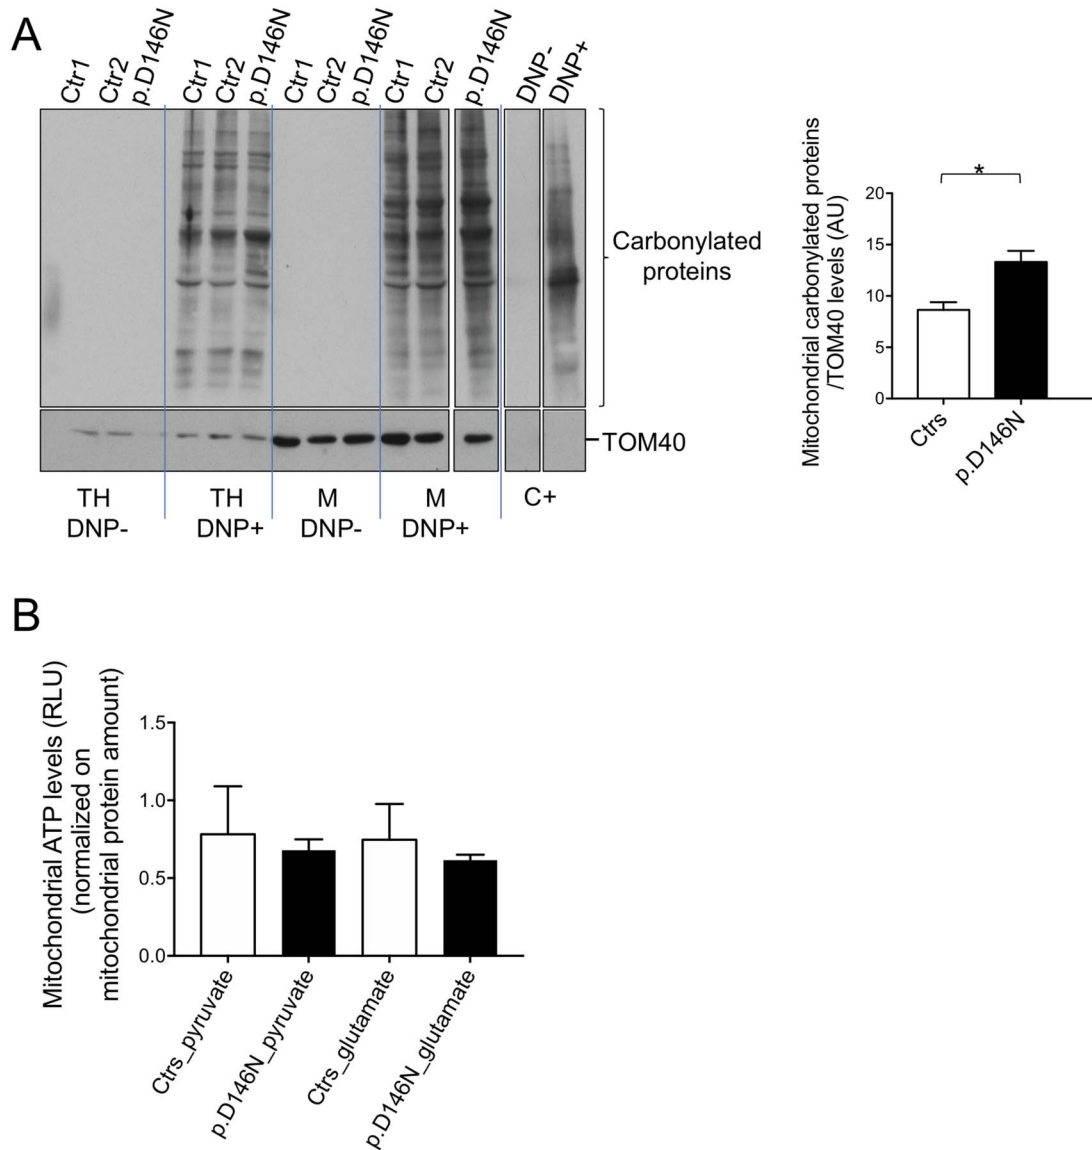 A
Ctr1
Ctr2
p.D146N
Ctr1
Ctr2
p.D146N
Ctr1
Ctr2
p.D146N
Ctr1
Ctr2
p.D146N
DNP-
DNP+
Carbonylated
proteins
TOM40
TH
DNP-
TH
DNP+
M
DNP-
M
DNP+
C+
Mitochondrial carbonylated proteins
/TOM40 levels (AU)
20
15
10
5
0
*
Ctrs
p.D146N
B
Mitochondrial ATP levels (RLU)
(normalized on
mitochondrial protein amount)
1.5
1.0
0.5
0.0
Ctrs_pyruvate
p.D146N_pyruvate
Ctrs_glutamate
p.D146N_glutamate